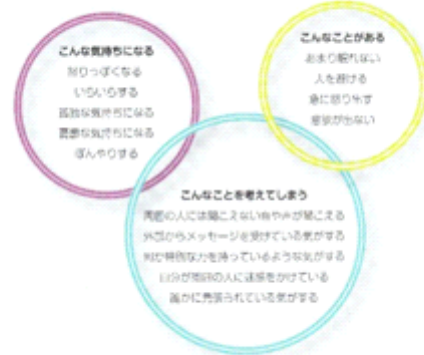 こんな気持ちになる
怒りっぽくなる
いらいらする
孤独な気持ちになる
憂鬱な気持ちになる
ぼんやりする
こんなことがある
あまり眠れない
人を避ける
急に怒り出す
意欲が出ない
こんなことを考えてしまう
周囲の人には聞こえない音や声が聞こえる
外部からメッセージを受けている気がする
何か特別な力を持っているような気がする
自分が周囲の人に迷惑をかけている
誰かに見張られている気がする